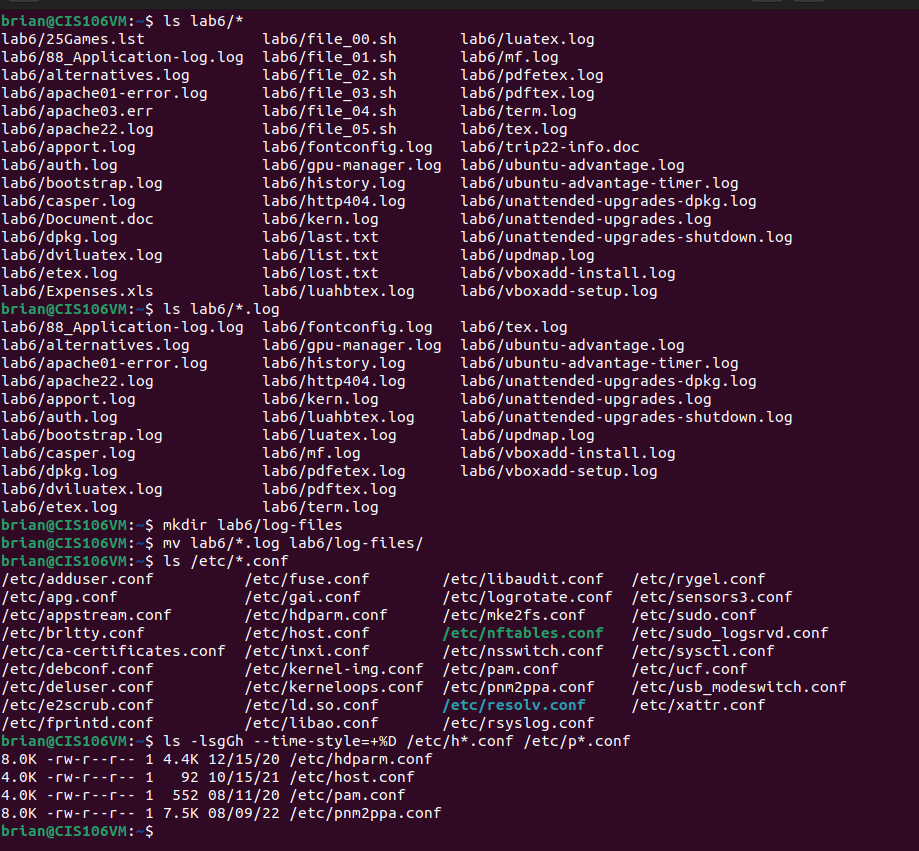 brian@CIS106VM:~$ ls lab6/*
lab6/25Games.lst lab6/file_00.sh lab6/luatex.log
lab6/88_Application-log.log lab6/file_01.sh lab6/mf.log
lab6/alternatives.log lab6/file_02.sh lab6/pdfetex.log
lab6/apache01-error.log lab6/file_03.sh lab6/pdftex.log
lab6/apache03.err lab6/file_04.sh lab6/term.log
lab6/apache22.log lab6/file_05.sh lab6/tex.log
lab6/apport.log lab6/fontconfig.log lab6/trip22-info.doc
lab6/auth.log lab6/gpu-manager.log lab6/ubuntu-advantage.log
lab6/bootstrap.log lab6/history.log lab6/ubuntu-advantage-timer.log
lab6/casper.log lab6/http404.log lab6/unattended-upgrades-dpkg.log
lab6/Document.doc lab6/kern.log lab6/unattended-upgrades.log
lab6/dpkg.log lab6/last.txt lab6/unattended-upgrades-shutdown.log
lab6/dviluatex.log lab6/list.txt lab6/updmap.log
lab6/etex.log lab6/lost.txt lab6/vboxadd-install.log
lab6/Expenses.xls lab6/luahbtex.log lab6/vboxadd-setup.log
brian@CIS106VM:~$ ls lab6/*.log
lab6/88_Application-log.log lab6/fontconfig.log lab6/tex.log
lab6/alternatives.log lab6/gpu-manager.log lab6/ubuntu-advantage.log
lab6/apache01-error.log lab6/history.log lab6/ubuntu-advantage-timer.log
lab6/apache22.log lab6/http404.log lab6/unattended-upgrades-dpkg.log
lab6/apport.log lab6/kern.log lab6/unattended-upgrades.log
lab6/auth.log lab6/luahbtex.log lab6/unattended-upgrades-shutdown.log
lab6/bootstrap.log lab6/luatex.log lab6/updmap.log
lab6/casper.log lab6/mf.log lab6/vboxadd-install.log
lab6/dpkg.log lab6/pdfetex.log lab6/vboxadd-setup.log
lab6/dviluatex.log lab6/pdftex.log
lab6/etex.log lab6/term.log
brian@CIS106VM:~$ mkdir lab6/log-files
brian@CIS106VM:~$ mv lab6/*.log lab6/log-files/
brian@CIS106VM:~$ ls /etc/*.conf
/etc/adduser.conf /etc/fuse.conf /etc/libaudit.conf /etc/rygel.conf
/etc/apg.conf /etc/gai.conf /etc/logrotate.conf /etc/sensors3.conf
/etc/appstream.conf /etc/hdparm.conf /etc/mke2fs.conf /etc/sudo.conf
/etc/brltty.conf /etc/host.conf /etc/nftables.conf /etc/sudo_logsrvd.conf
/etc/ca-certificates.conf /etc/inxi.conf /etc/nsswitch.conf /etc/sysctl.conf
/etc/debconf.conf /etc/kernel-img.conf /etc/pam.conf /etc/ucf.conf
/etc/deluser.conf /etc/kerneloops.conf /etc/pnm2ppa.conf /etc/usb_modeswitch.conf
/etc/e2scrub.conf /etc/ld.so.conf /etc/resolv.conf /etc/xattr.conf
/etc/fprintd.conf /etc/libao.conf /etc/rsyslog.conf
brian@CIS106VM:~$ ls -lsgGh --time-style=+%D /etc/h*.conf /etc/p*.conf
8.0K -rw-r--r-- 1 4.4K 12/15/20 /etc/hdparm.conf
4.0K -rw-r--r-- 1 92 10/15/21 /etc/host.conf
4.0K -rw-r--r-- 1 552 08/11/20 /etc/pam.conf
8.0K -rw-r--r-- 1 7.5K 08/09/22 /etc/pnm2ppa.conf
brian@CIS106VM:~$